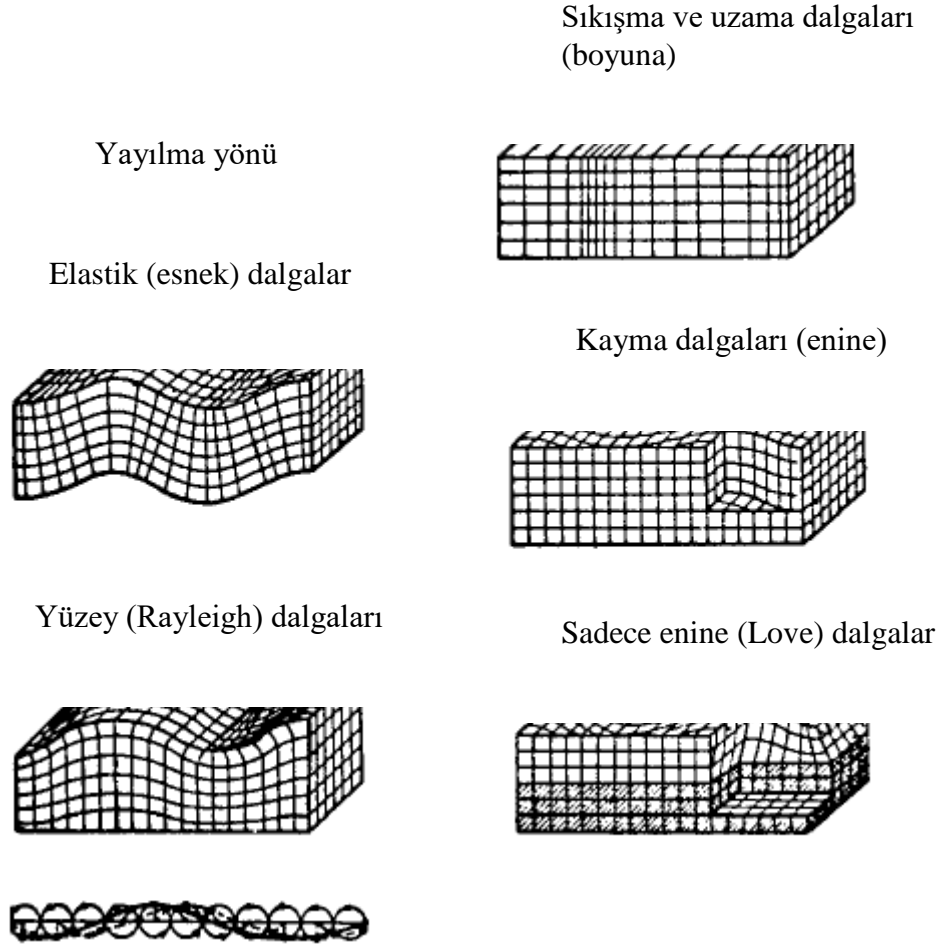 Sıkışma ve uzama dalgaları
(boyuna)
Yayılma yönü
Elastik (esnek) dalgalar
Kayma dalgaları (enine)
Yüzey (Rayleigh) dalgaları
Sadece enine (Love) dalgalar